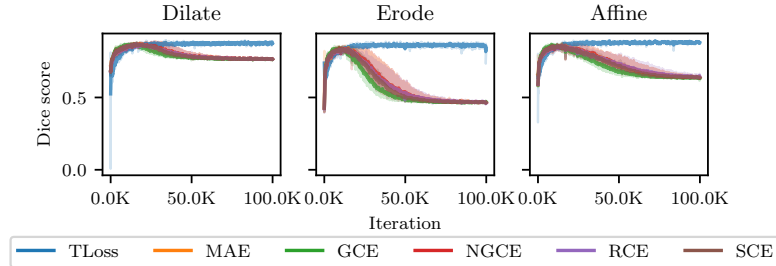 Dilate Erode Affine
Dice score
0.5
0.0
0.0K 50.0K 100.0K 0.0K 50.0K 100.0K 0.0K 50.0K 100.0K
Iteration
TLoss MAE GCE NGCE RCE SCE